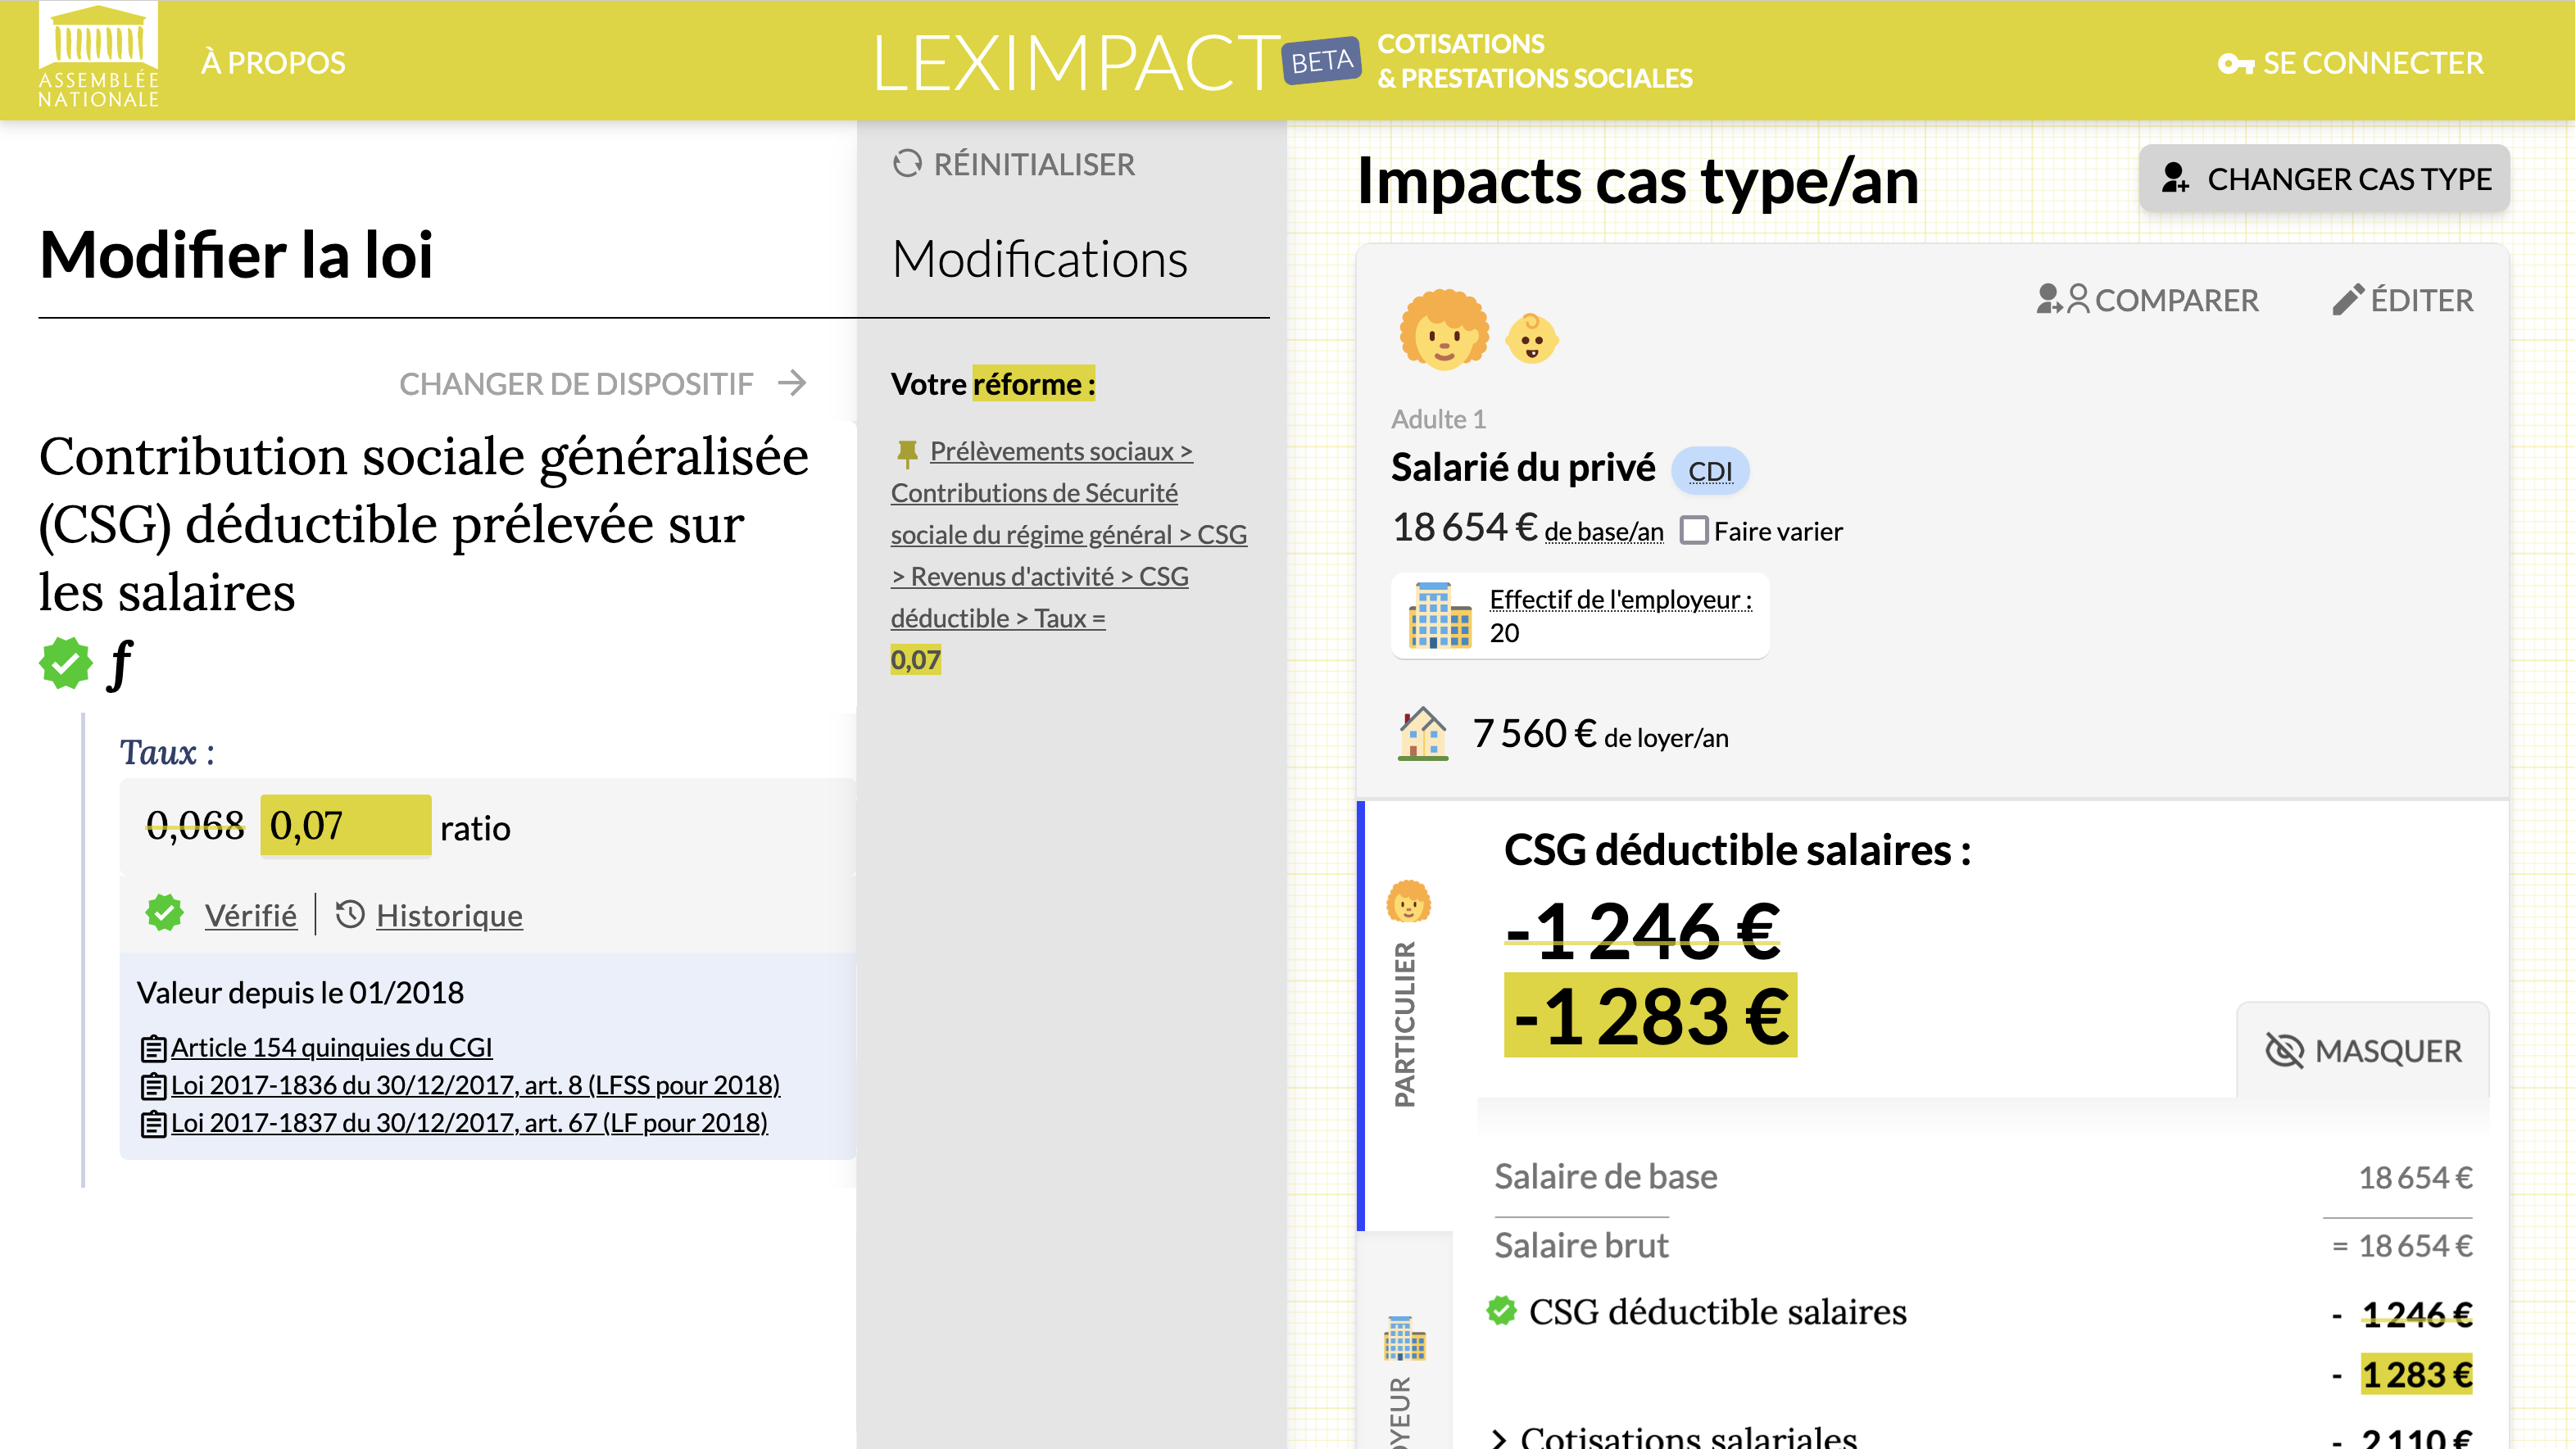 ASSEMBLÉE
NATIONALE
À PROPOS
LEXIMPACT
BETA
COTISATIONS
& PRESTATIONS SOCIALES
SE CONNECTER
Modifier la loi
CHANGER DE DISPOSITIF
Contribution sociale généralisée
(CSG) déductible prélevée sur
les salaires
f
Taux :
0,068 0,07 ratio
Vérifié | Historique
Valeur depuis le 01/2018
Article 154 quinquies du CGI
Loi 2017-1836 du 30/12/2017, art. 8 (LFSS pour 2018)
Loi 2017-1837 du 30/12/2017, art. 67 (LF pour 2018)
RÉINITIALISER
Modifications
Votre réforme :
Prélèvements sociaux >
Contributions de Sécurité
sociale du régime général > CSG
> Revenus d'activité > CSG
déductible > Taux =
0,07
Impacts cas type/an
CHANGER CAS TYPE
COMPARER
ÉDITER
Adulte 1
Salarié du privé CDI
18 654 € de base/an Faire varier
Effectif de l'employeur :
20
7 560 € de loyer/an
PARTICULIER
CSG déductible salaires :
-1 246 €
-1 283 €
MASQUER
Salaire de base 18 654 €
Salaire brut = 18 654 €
CSG déductible salaires - 1 246 €
- 1 283 €
Cotisations salariales - 2 110 €